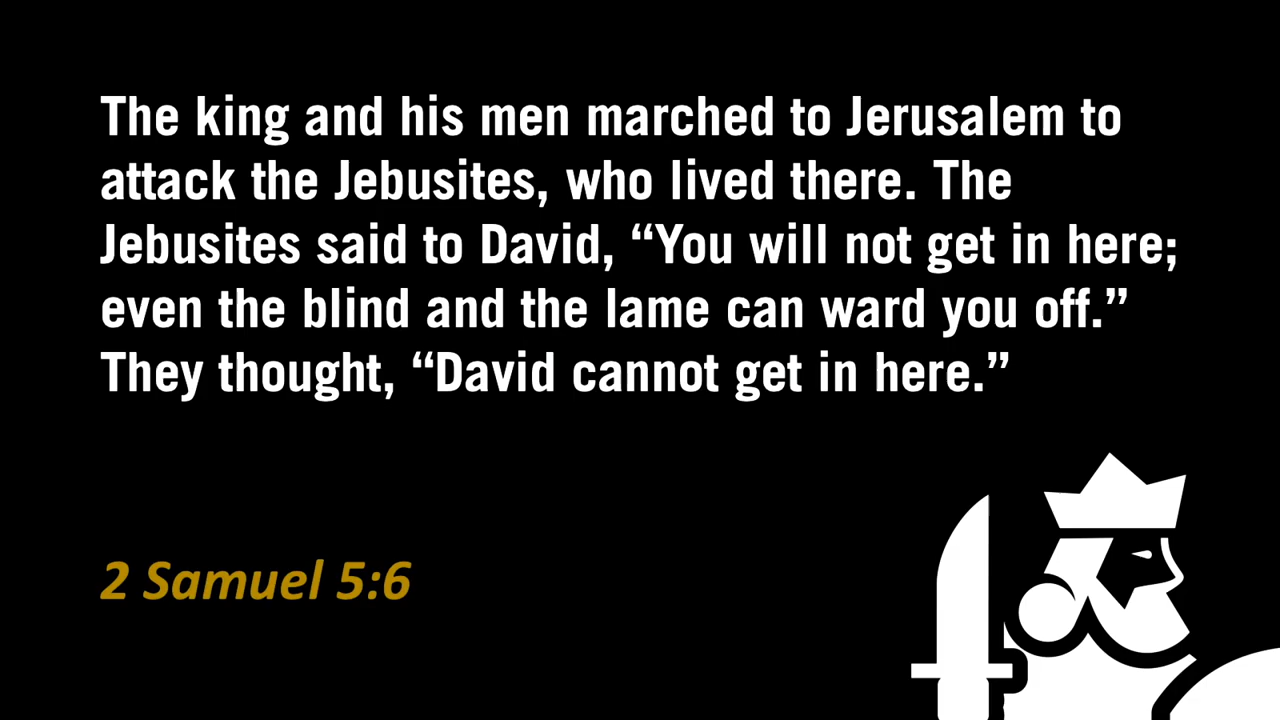 The king and his men marched to Jerusalem to
attack the Jebusites, who lived there. The
Jebusites said to David, “You will not get in here;
even the blind and the lame can ward you off.”
They thought, “David cannot get in here.”
2 Samuel 5:6